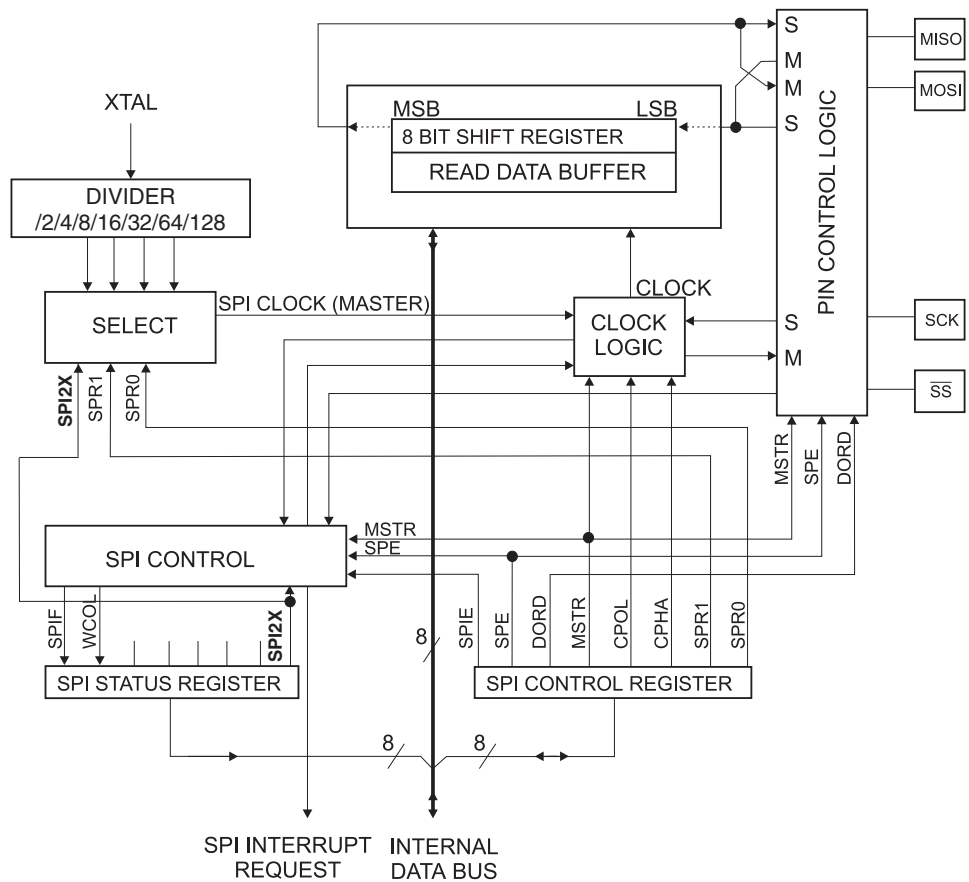 S
MISO
M
MOSI
M
XTAL
MSB
LSB
S
8 BIT SHIFT REGISTER
READ DATA BUFFER
PIN CONTROL LOGIC
DIVIDER
/2/4/8/16/32/64/128
SPI CLOCK (MASTER)
CLOCK
SELECT
CLOCK
LOGIC
S
SCK
M
SS
SPI2X
SPR1
SPR0
MSTR
SPE
DORD
MSTR
SPE
SPI CONTROL
SPIF
WCOL
SPI2X
8
SPIE
SPE
DORD
MSTR
CPOL
CPHA
SPR1
SPR0
SPI STATUS REGISTER
SPI CONTROL REGISTER
8
8
SPI INTERRUPT
REQUEST
INTERNAL
DATA BUS